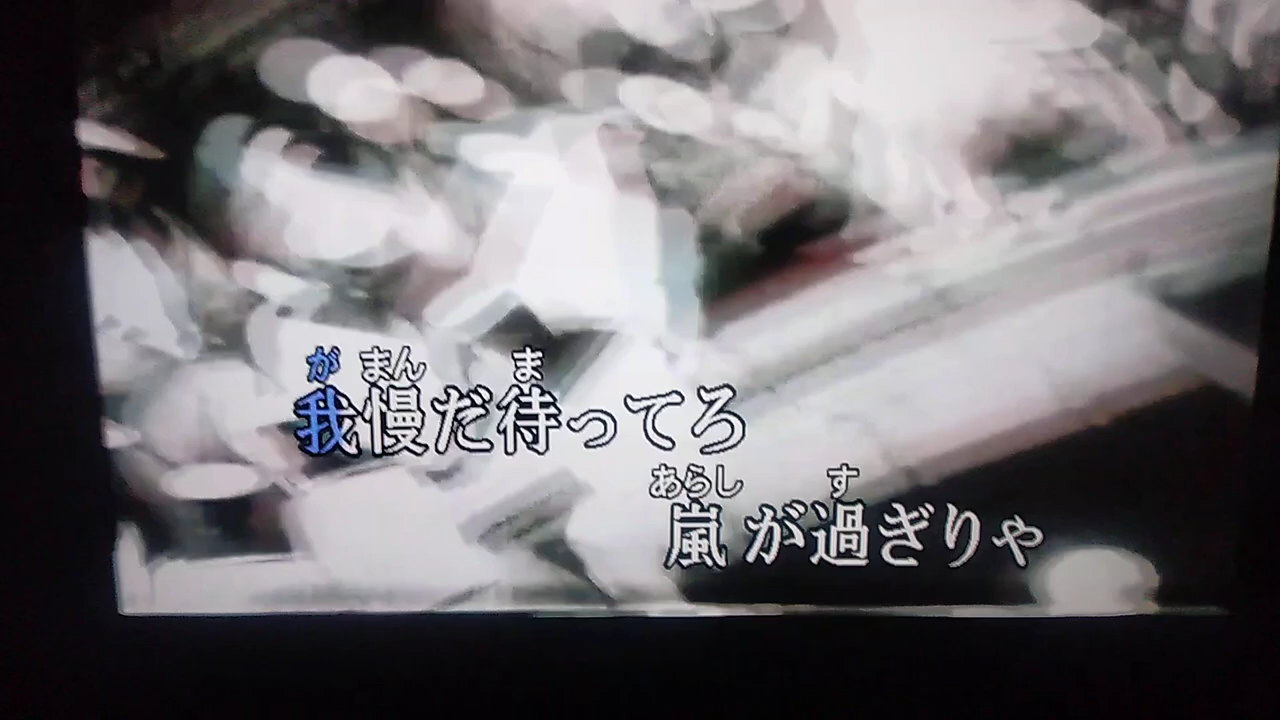 が まん ま
我慢だ待ってろ
あらし す
嵐が過ぎりゃ